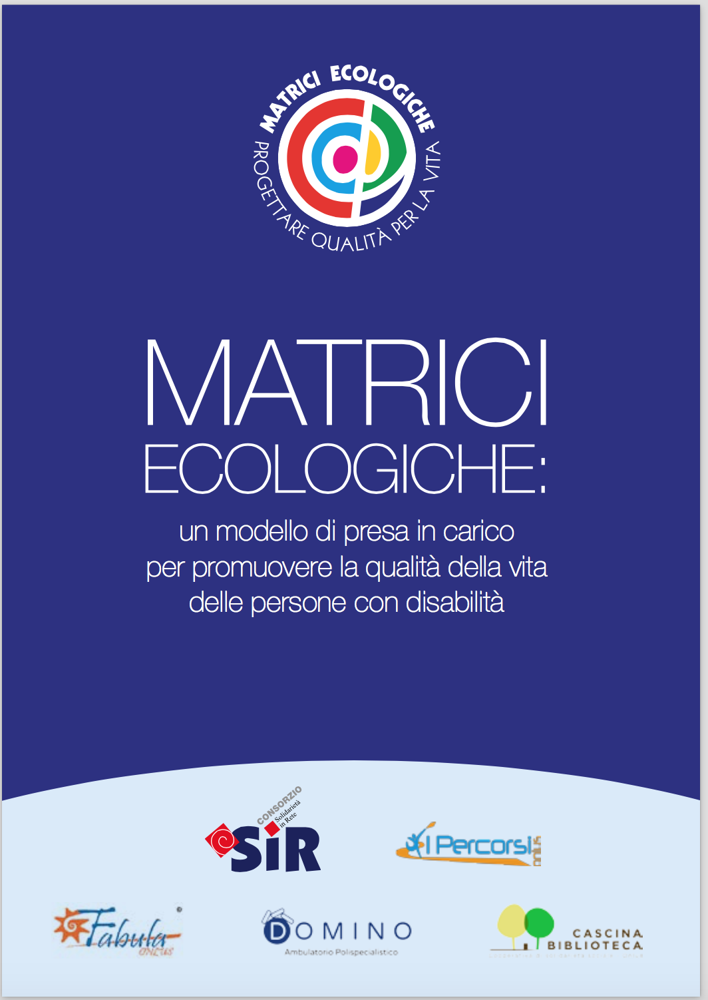 MATRICI ECOLOGICHE
PROGETTARE QUALITÀ PER LA VITA
MATRICI
ECOLOGICHE:
un modello di presa in carico
per promuovere la qualità della vita
delle persone con disabilità
CONSORZIO
Solidarietà
in Rete
SiR
I Percorsi
onlus
Fabula
ONLUS
DOMINO
Ambulatorio Polispecialistico
CASCINA
BIBLIOTECA